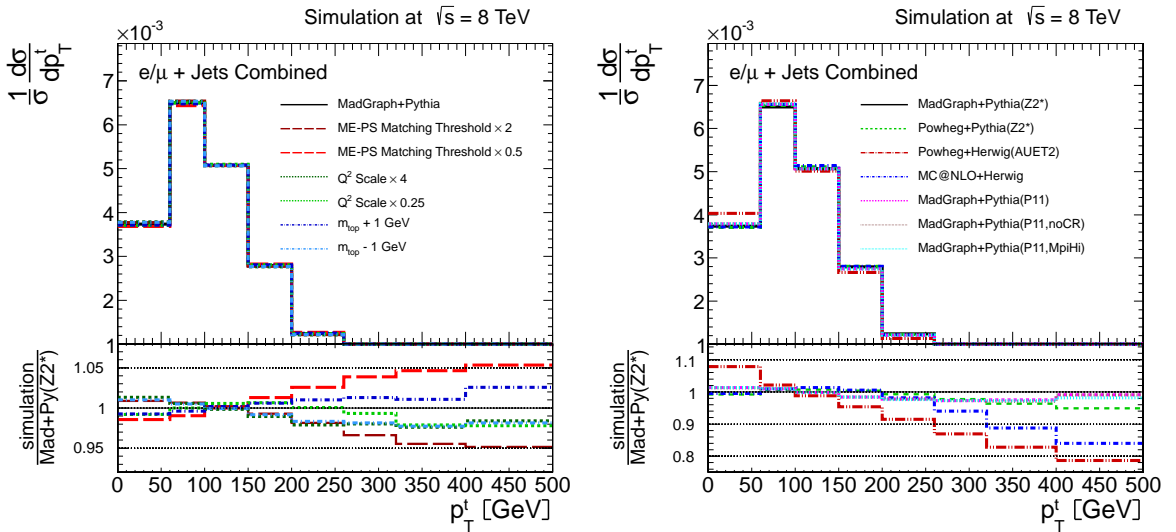 Simulation at √s = 8 TeV
×10⁻³
1/σ dσ/dp_T^t
e/μ + Jets Combined
MadGraph+Pythia
ME-PS Matching Threshold × 2
ME-PS Matching Threshold × 0.5
Q² Scale × 4
Q² Scale × 0.25
m_top + 1 GeV
m_top - 1 GeV
7
6
5
4
3
2
1
simulation
Mad+Py(Z2*)
1.05
1
0.95
0 50 100 150 200 250 300 350 400 450 500
p_T^t [GeV]
Simulation at √s = 8 TeV
×10⁻³
1/σ dσ/dp_T^t
e/μ + Jets Combined
MadGraph+Pythia(Z2*)
Powheg+Pythia(Z2*)
Powheg+Herwig(AUET2)
MC@NLO+Herwig
MadGraph+Pythia(P11)
MadGraph+Pythia(P11,noCR)
MadGraph+Pythia(P11,MpiHi)
7
6
5
4
3
2
1
simulation
Mad+Py(Z2*)
1.1
1
0.9
0.8
0 50 100 150 200 250 300 350 400 450 500
p_T^t [GeV]